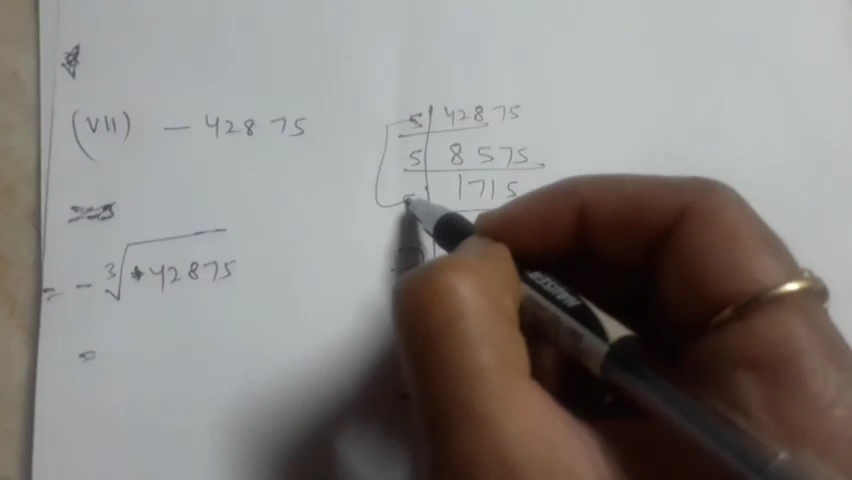 (VII) - 42875
= - ∛42875
=
5 | 42875
5 | 8575
5 | 1715